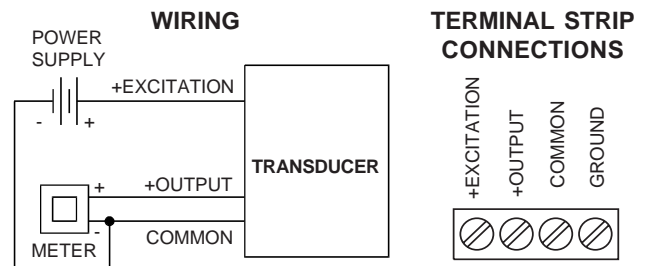 WIRING
POWER
SUPPLY
+EXCITATION
- +
TRANSDUCER
+ +OUTPUT
- COMMON
METER
TERMINAL STRIP
CONNECTIONS
+EXCITATION
+OUTPUT
COMMON
GROUND